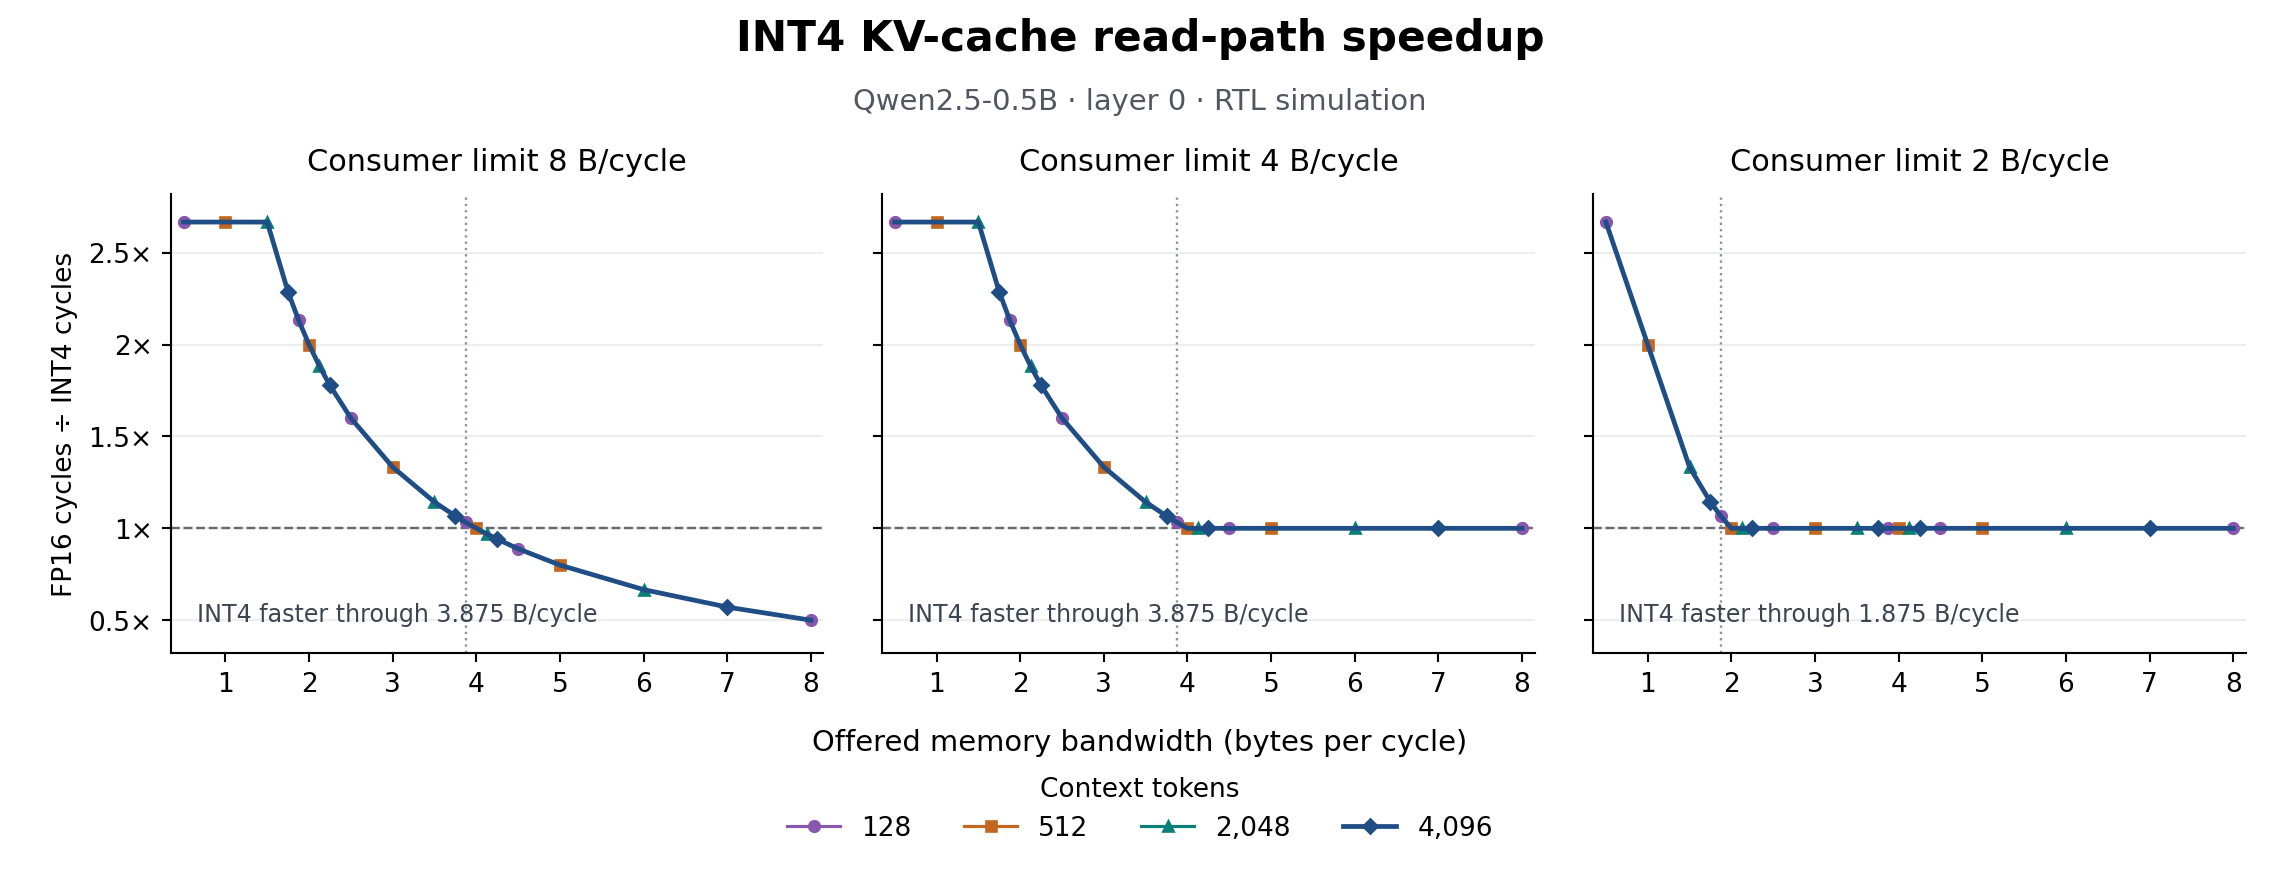 INT4 KV-cache read-path speedup
Qwen2.5-0.5B · layer 0 · RTL simulation
Consumer limit 8 B/cycle
Consumer limit 4 B/cycle
Consumer limit 2 B/cycle
FP16 cycles ÷ INT4 cycles
2.5×
2×
1.5×
1×
0.5×
INT4 faster through 3.875 B/cycle
INT4 faster through 3.875 B/cycle
INT4 faster through 1.875 B/cycle
1 2 3 4 5 6 7 8
1 2 3 4 5 6 7 8
1 2 3 4 5 6 7 8
Offered memory bandwidth (bytes per cycle)
Context tokens
128 512 2,048 4,096